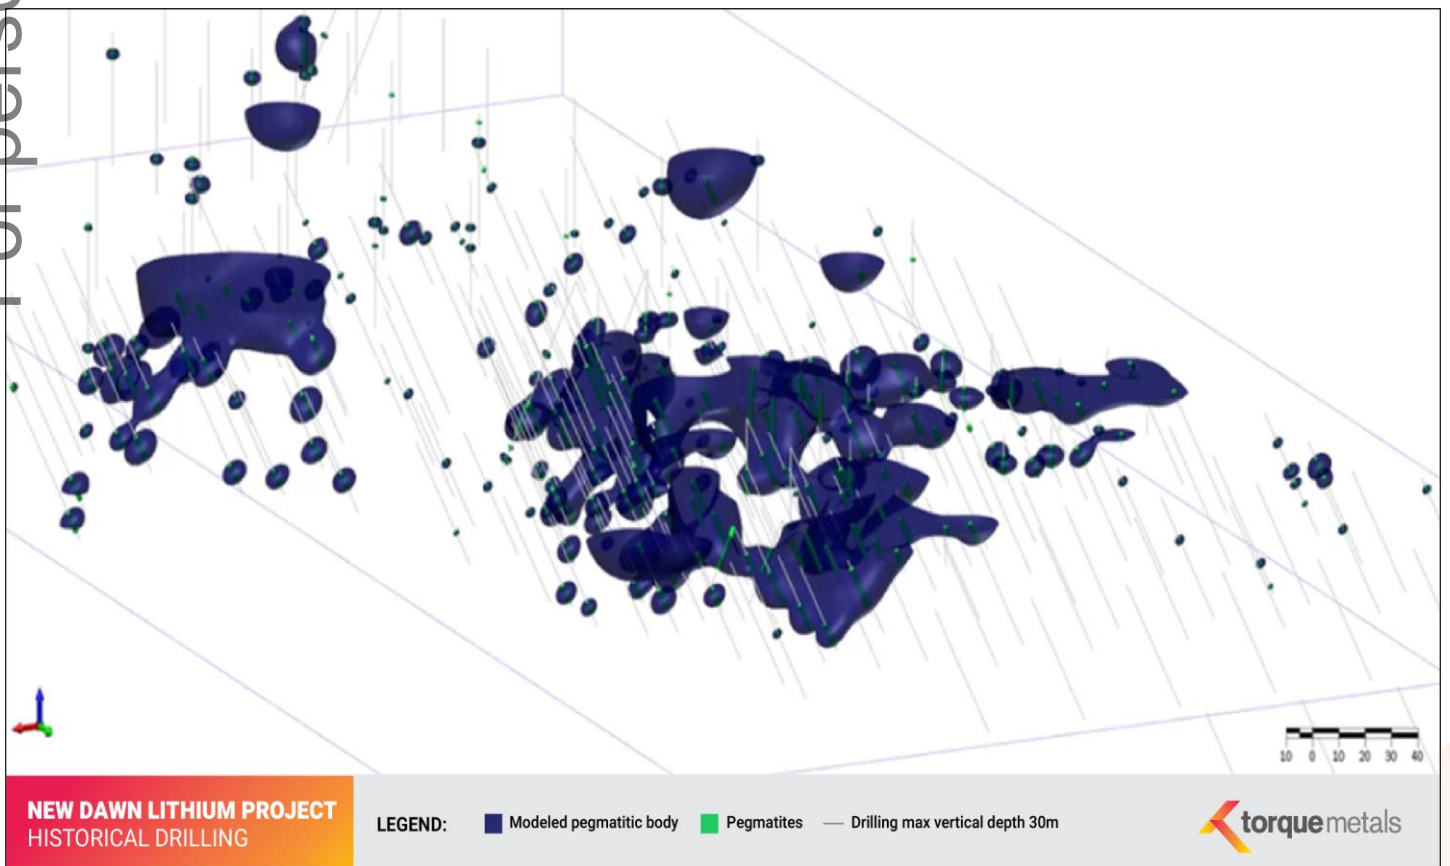 r pers
10 0 10 20 30 40
NEW DAWN LITHIUM PROJECT
HISTORICAL DRILLING
LEGEND:
Modeled pegmatitic body
Pegmatites
Drilling max vertical depth 30m
torquemetals